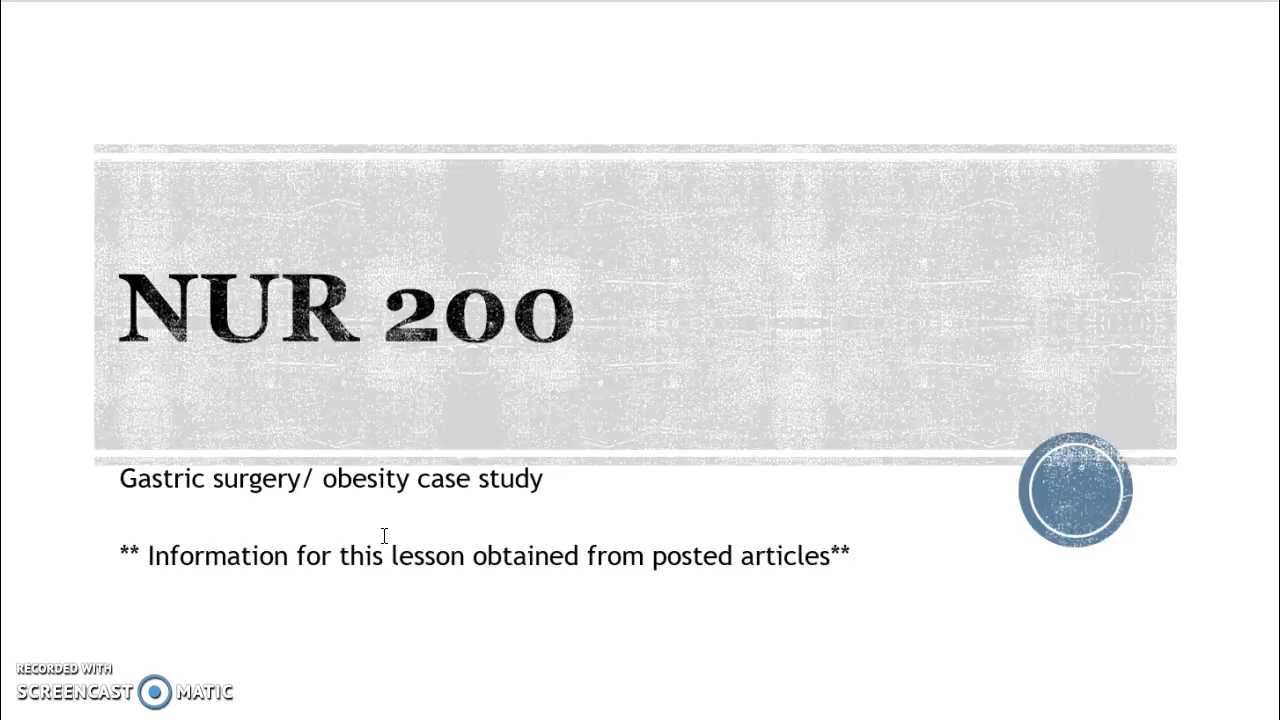 NUR 200
Gastric surgery/ obesity case study
** Information for this lesson obtained from posted articles**
RECORDED WITH
SCREENCAST MATIC